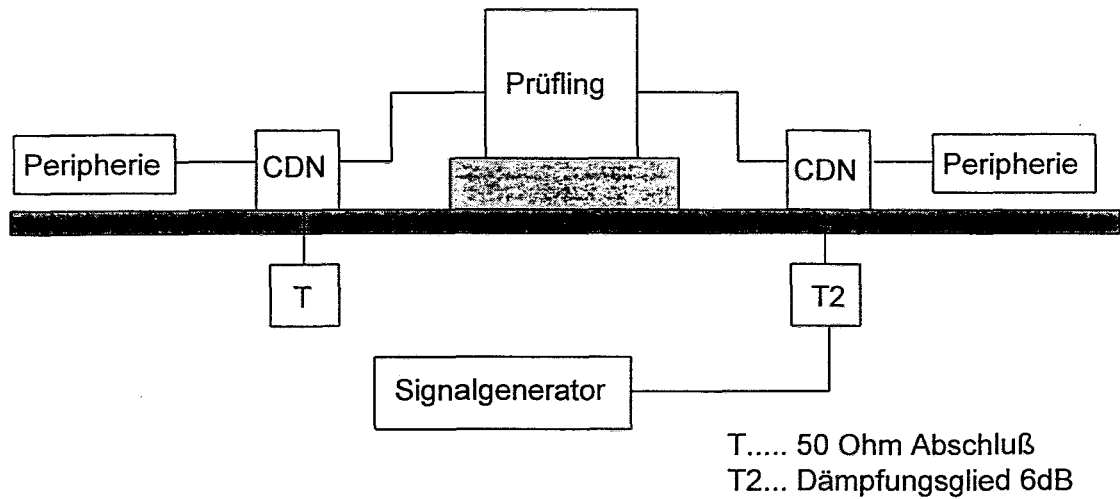 Prüfling
Peripherie
CDN
CDN
Peripherie
T
T2
Signalgenerator
T..... 50 Ohm Abschluß
T2... Dämpfungsglied 6dB